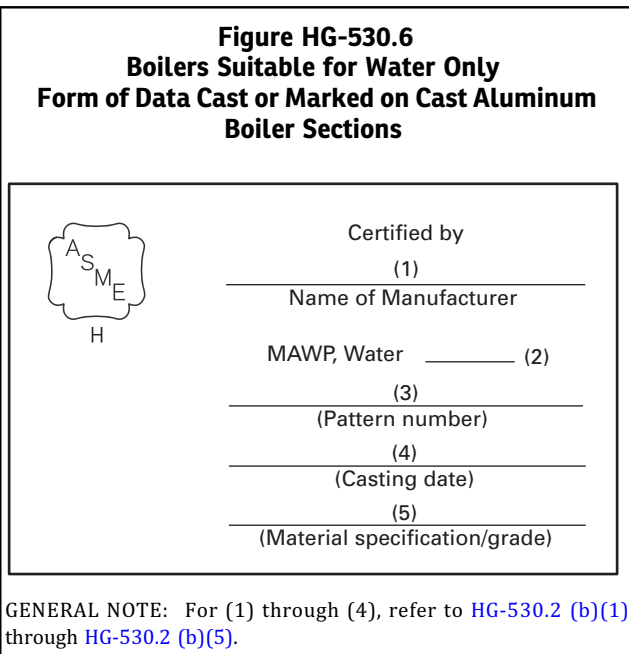 Figure HG-530.6
Boilers Suitable for Water Only
Form of Data Cast or Marked on Cast Aluminum
Boiler Sections
ASME
H
Certified by
(1)
Name of Manufacturer
MAWP, Water ________ (2)
(3)
(Pattern number)
(4)
(Casting date)
(5)
(Material specification/grade)
GENERAL NOTE: For (1) through (4), refer to HG-530.2 (b)(1)
through HG-530.2 (b)(5).